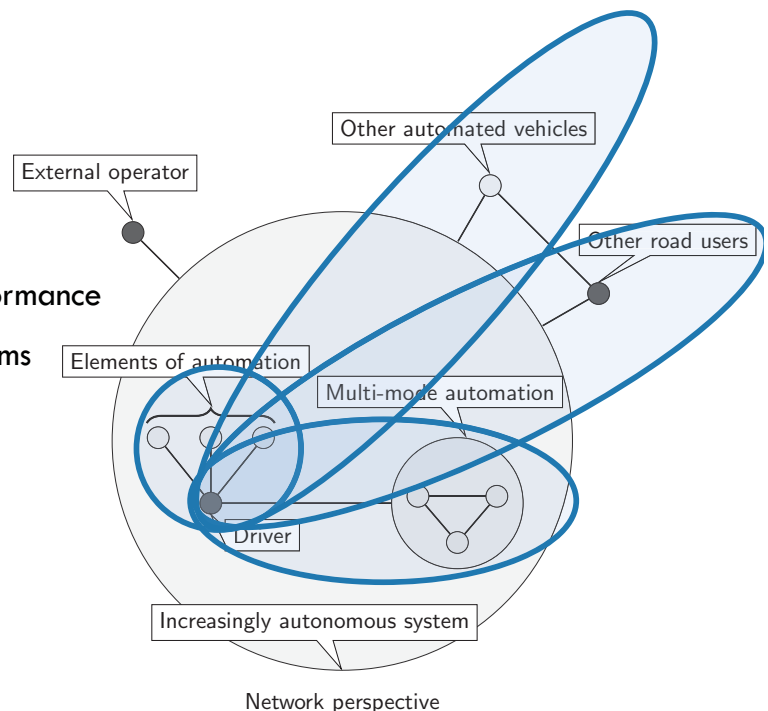 Other automated vehicles
External operator
Other road users
ormance
ms
Elements of automation
Multi-mode automation
Driver
Increasingly autonomous system
Network perspective